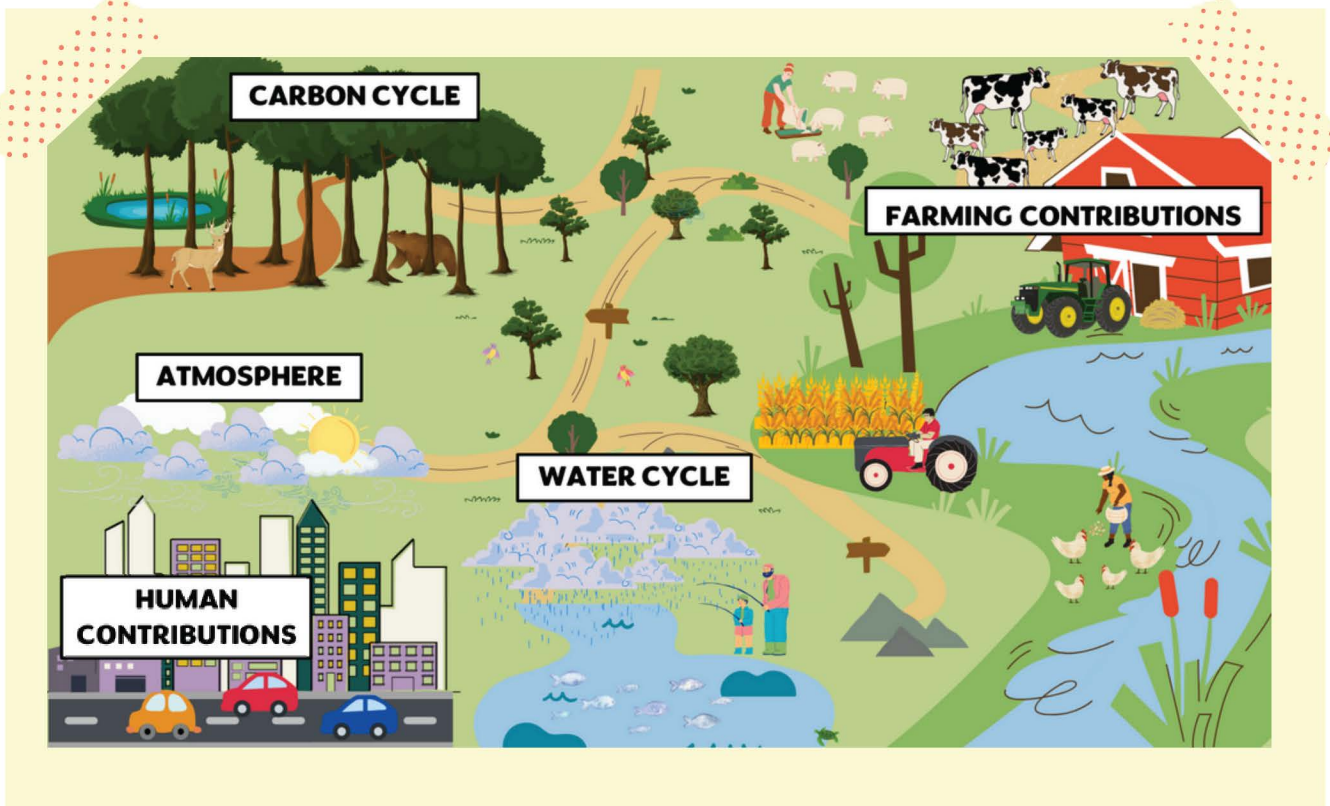 CARBON CYCLE
FARMING CONTRIBUTIONS
ATMOSPHERE
WATER CYCLE
HUMAN
CONTRIBUTIONS